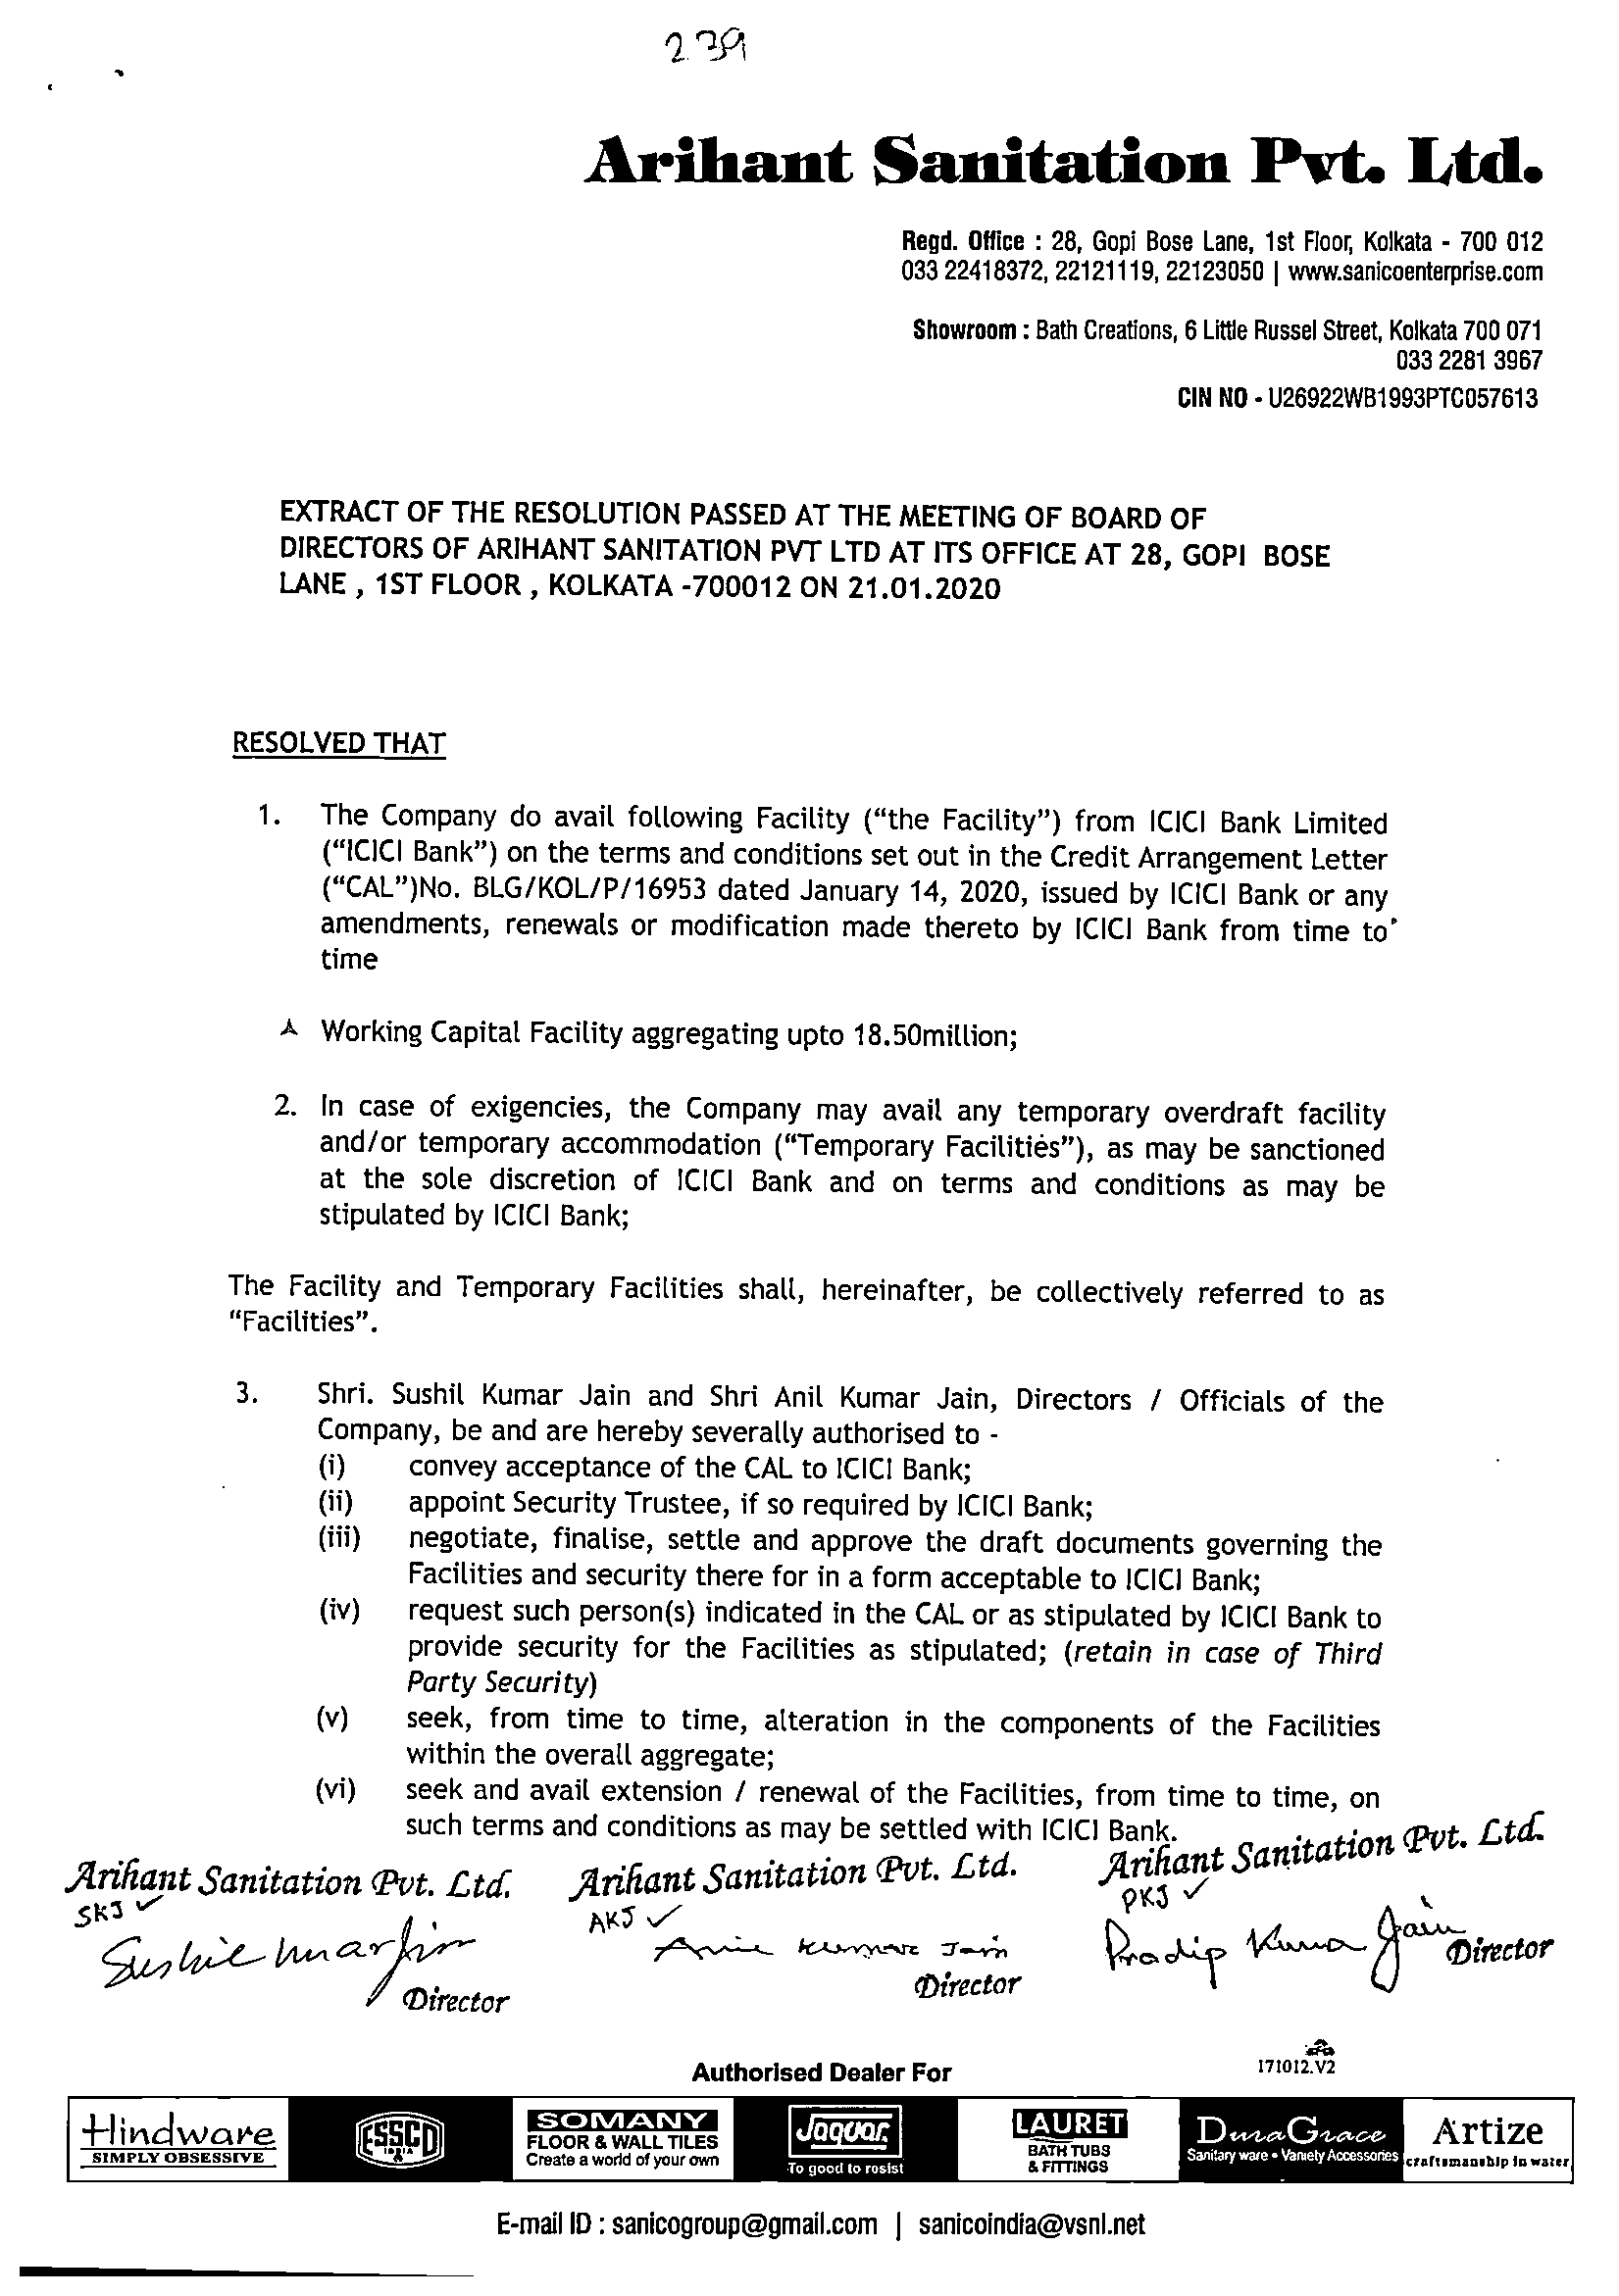 239
Arihant Sanitation Pvt. Ltd.
Regd. Office : 28, Gopi Bose Lane, 1st Floor, Kolkata - 700 012
033 22418372, 22121119, 22123050 | www.sanicoenterprise.com
Showroom : Bath Creations, 6 Little Russel Street, Kolkata 700 071
033 2281 3967
CIN NO - U26922WB1993PTC057613
EXTRACT OF THE RESOLUTION PASSED AT THE MEETING OF BOARD OF
DIRECTORS OF ARIHANT SANITATION PVT LTD AT ITS OFFICE AT 28, GOPI BOSE
LANE , 1ST FLOOR , KOLKATA -700012 ON 21.01.2020
RESOLVED THAT
1. The Company do avail following Facility (“the Facility”) from ICICI Bank Limited
(“ICICI Bank”) on the terms and conditions set out in the Credit Arrangement Letter
(“CAL”)No. BLG/KOL/P/16953 dated January 14, 2020, issued by ICICI Bank or any
amendments, renewals or modification made thereto by ICICI Bank from time to
time
Working Capital Facility aggregating upto 18.50million;
2. In case of exigencies, the Company may avail any temporary overdraft facility
and/or temporary accommodation (“Temporary Facilities”), as may be sanctioned
at the sole discretion of ICICI Bank and on terms and conditions as may be
stipulated by ICICI Bank;
The Facility and Temporary Facilities shall, hereinafter, be collectively referred to as
“Facilities”.
3. Shri. Sushil Kumar Jain and Shri Anil Kumar Jain, Directors / Officials of the
Company, be and are hereby severally authorised to -
(i) convey acceptance of the CAL to ICICI Bank;
(ii) appoint Security Trustee, if so required by ICICI Bank;
(iii) negotiate, finalise, settle and approve the draft documents governing the
Facilities and security there for in a form acceptable to ICICI Bank;
(iv) request such person(s) indicated in the CAL or as stipulated by ICICI Bank to
provide security for the Facilities as stipulated; (retain in case of Third
Party Security)
(v) seek, from time to time, alteration in the components of the Facilities
within the overall aggregate;
(vi) seek and avail extension / renewal of the Facilities, from time to time, on
such terms and conditions as may be settled with ICICI Bank.
Arihant Sanitation Pvt. Ltd. Arihant Sanitation Pvt. Ltd. Arihant Sanitation Pvt. Ltd.
SKJ ✓ AKJ ✓ PKJ ✓
Anil Kumar Jain Pradip Kumar Jain
Director Director Director
171012.V2
Authorised Dealer For
Hindware
SIMPLY OBSESSIVE
ESSCO
INDIA
SOMANY
FLOOR & WALL TILES
Create a world of your own
Jaquar
To good to rosist
LAURET
BATH TUBS
& FITTINGS
DuraGrace
Sanitary ware • Variety Accessories
Artize
craftsmanship in water
E-mail ID : sanicogroup@gmail.com | sanicoindia@vsnl.net